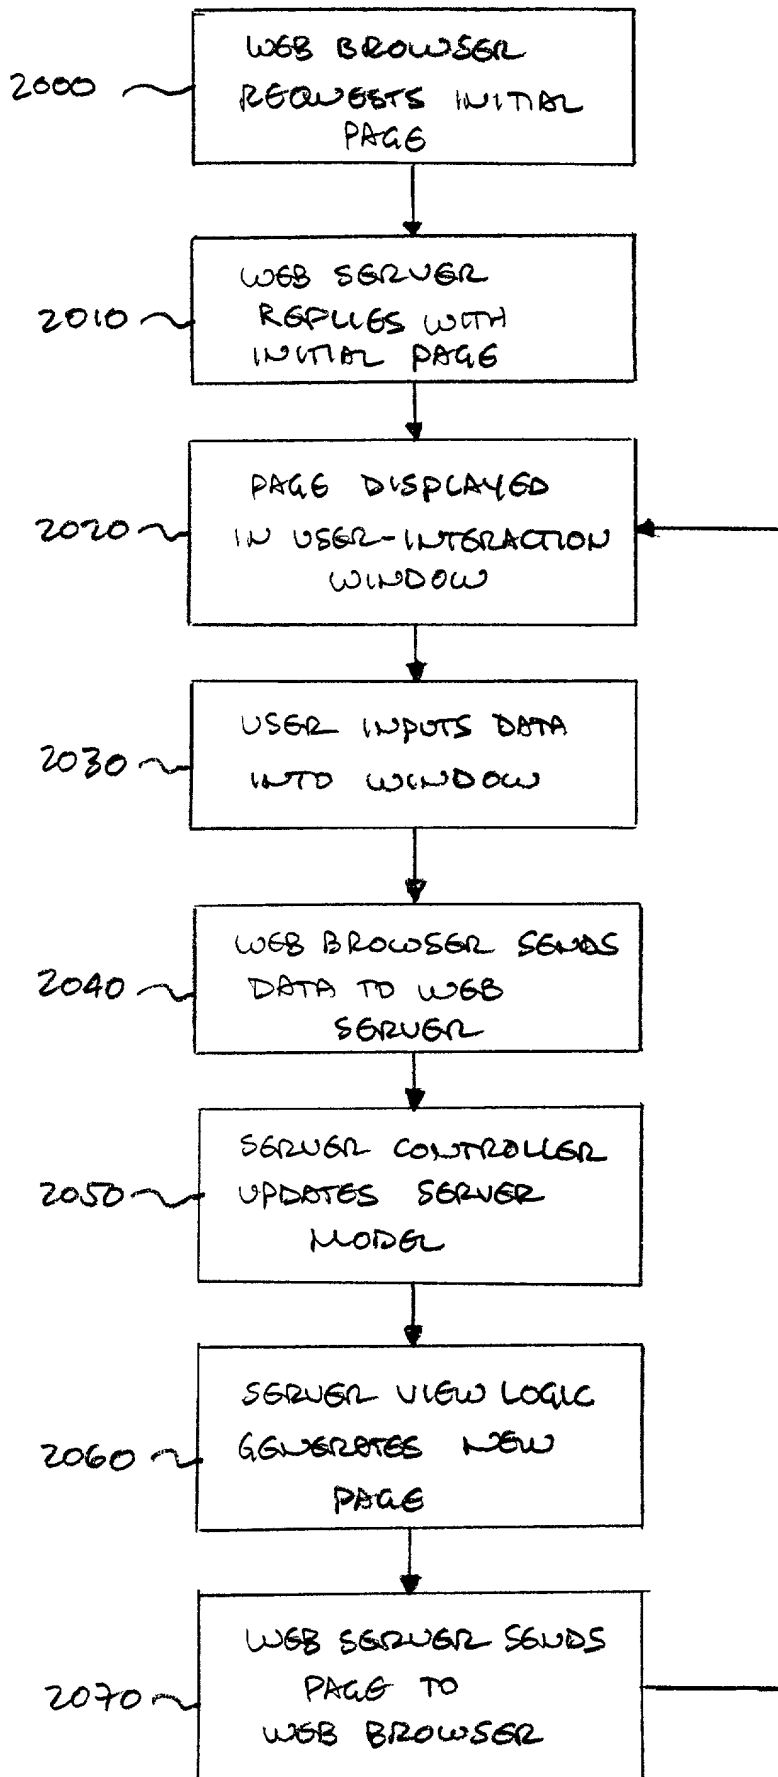 WEB BROWSER
2000
REQUESTS INITIAL
PAGE
WEB SERVER
2010
REPLIES WITH
INITIAL PAGE
PAGE DISPLAYED
2020
IN USER-INTERACTION
WINDOW
USER INPUTS DATA
2030
INTO WINDOW
WEB BROWSER SENDS
2040
DATA TO WEB
SERVER
SERVER CONTROLLER
2050
UPDATES SERVER
MODEL
SERVER VIEW LOGIC
2060
GENERATES NEW
PAGE
WEB SERVER SENDS
2070
PAGE TO
WEB BROWSER